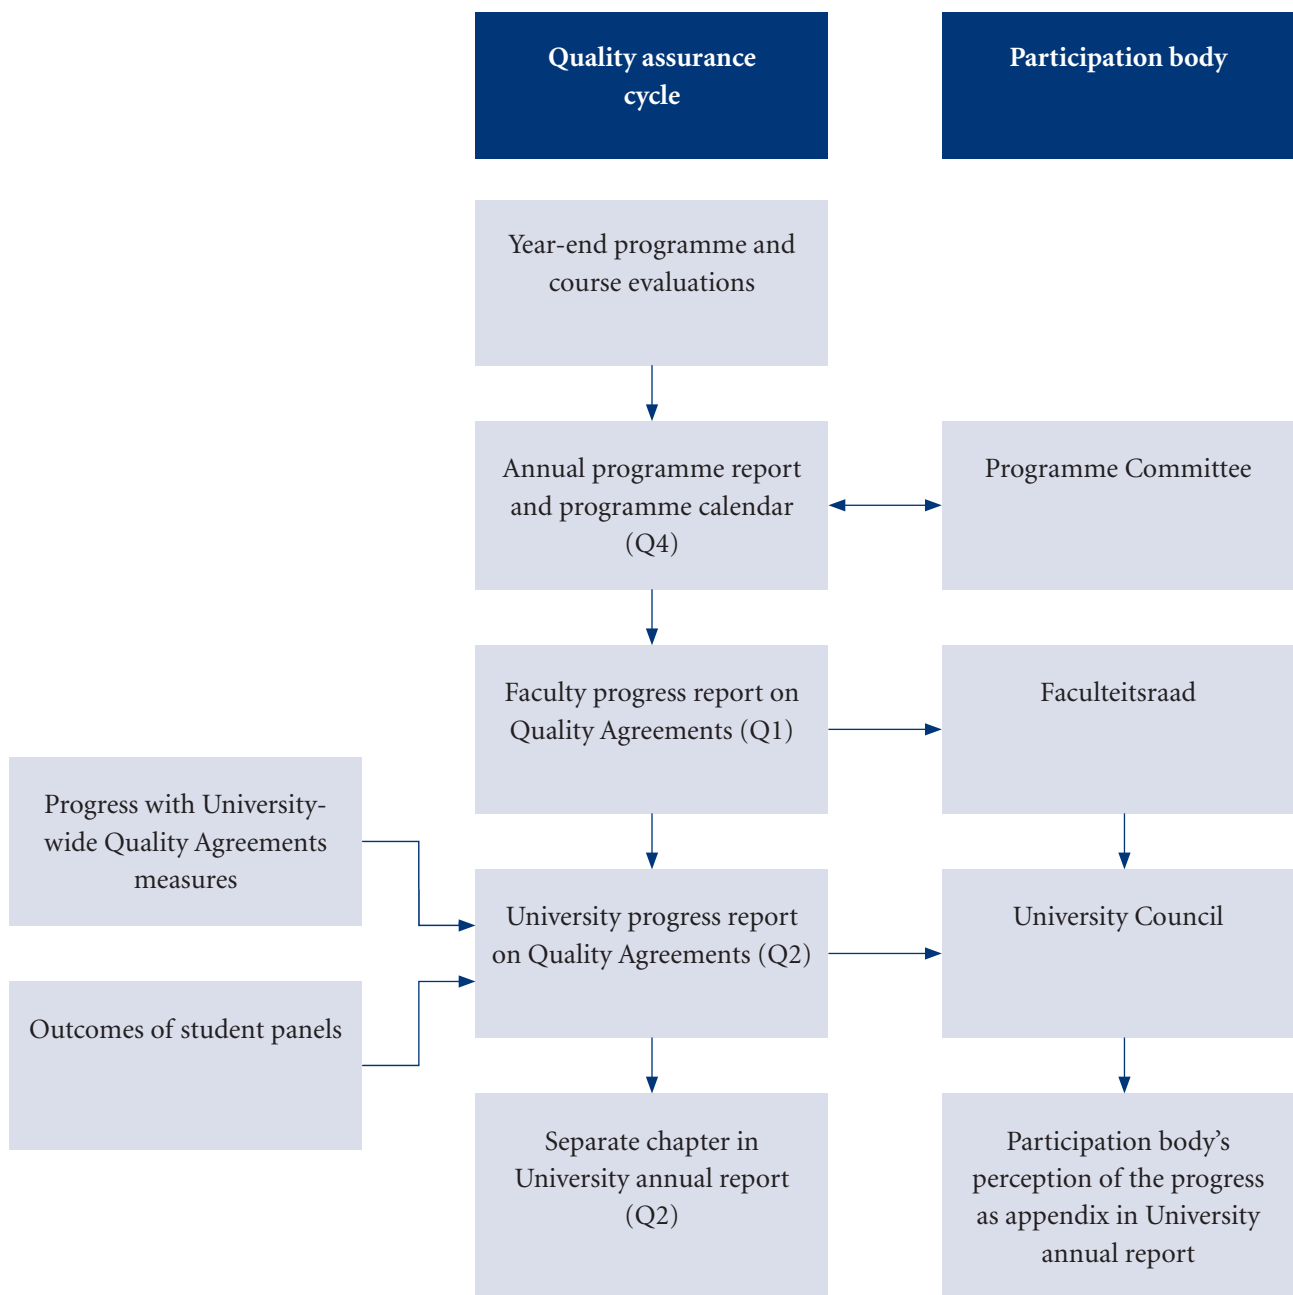 Quality assurance
cycle
Participation body
Year-end programme and
course evaluations
Annual programme report
and programme calendar
(Q4)
Programme Committee
Faculty progress report on
Quality Agreements (Q1)
Faculteitsraad
Progress with University-
wide Quality Agreements
measures
University progress report
on Quality Agreements (Q2)
University Council
Outcomes of student panels
Separate chapter in
University annual report
(Q2)
Participation body’s
perception of the progress
as appendix in University
annual report